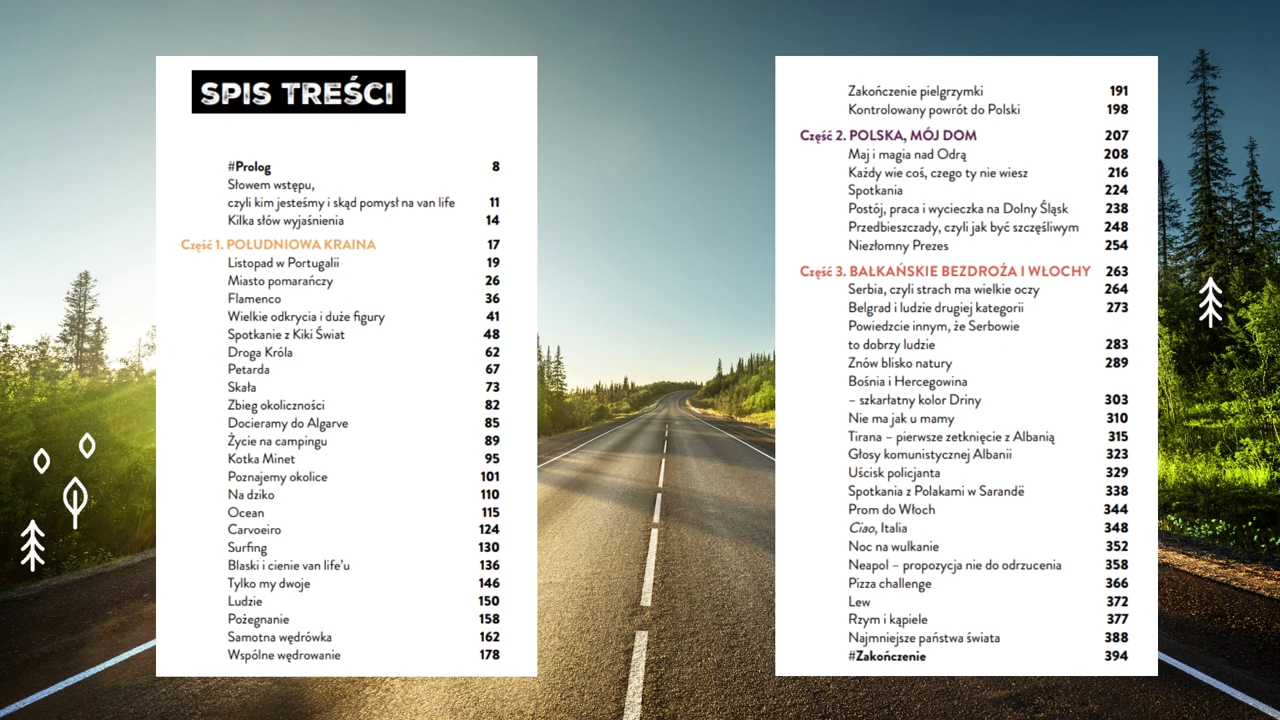 SPIS TREŚCI
#Prolog 8
Słowem wstępu,
czyli kim jesteśmy i skąd pomysł na van life 11
Kilka słów wyjaśnienia 14
Część 1. POŁUDNIOWA KRAINA 17
Listopad w Portugalii 19
Miasto pomarańczy 26
Flamenco 36
Wielkie odkrycia i duże figury 41
Spotkanie z Kiki Świat 48
Droga Króla 62
Petarda 67
Skała 73
Zbieg okoliczności 82
Docieramy do Algarve 85
Życie na campingu 89
Kotka Minet 95
Poznajemy okolice 101
Na dziko 110
Ocean 115
Carvoeiro 124
Surfing 130
Blaski i cienie van life'u 136
Tylko my dwoje 146
Ludzie 150
Pożegnanie 158
Samotna wędrówka 162
Wspólne wędrowanie 178
Zakończenie pielgrzymki 191
Kontrolowany powrót do Polski 198
Część 2. POLSKA, MÓJ DOM 207
Maj i magia nad Odrą 208
Każdy wie coś, czego ty nie wiesz 216
Spotkania 224
Postój, praca i wycieczka na Dolny Śląsk 238
Przedbieszczady, czyli jak być szczęśliwym 248
Niezłomny Prezes 254
Część 3. BAŁKAŃSKIE BEZDROŻA I WŁOCHY 263
Serbia, czyli strach ma wielkie oczy 264
Belgrad i ludzie drugiej kategorii 273
Powiedzcie innym, że Serbowie
to dobrzy ludzie 283
Znów blisko natury 289
Bośnia i Hercegowina
– szkarłatny kolor Driny 303
Nie ma jak u mamy 310
Tirana – pierwsze zetknięcie z Albanią 315
Głosy komunistycznej Albanii 323
Uścisk policjanta 329
Spotkania z Polakami w Sarandë 338
Prom do Włoch 344
Ciao, Italia 348
Noc na wulkanie 352
Neapol – propozycja nie do odrzucenia 358
Pizza challenge 366
Lew 372
Rzym i kąpiele 377
Najmniejsze państwa świata 388
#Zakończenie 394